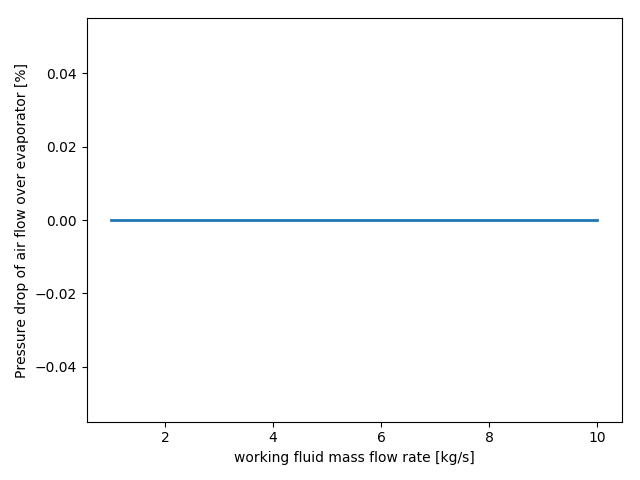 Pressure drop of air flow over evaporator [%]
0.04
0.02
0.00
−0.02
−0.04
2 4 6 8 10
working fluid mass flow rate [kg/s]